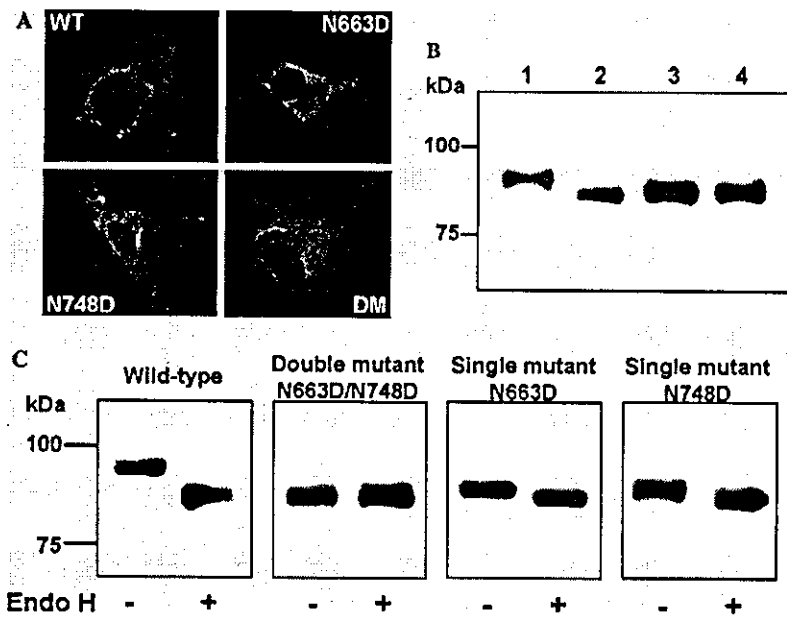 A
WT
N663D
N748D
DM
B
kDa
1 2 3 4
100
75
C
Wild-type
Double mutant
N663D/N748D
Single mutant
N663D
Single mutant
N748D
kDa
100
75
Endo H - + - + - + - +